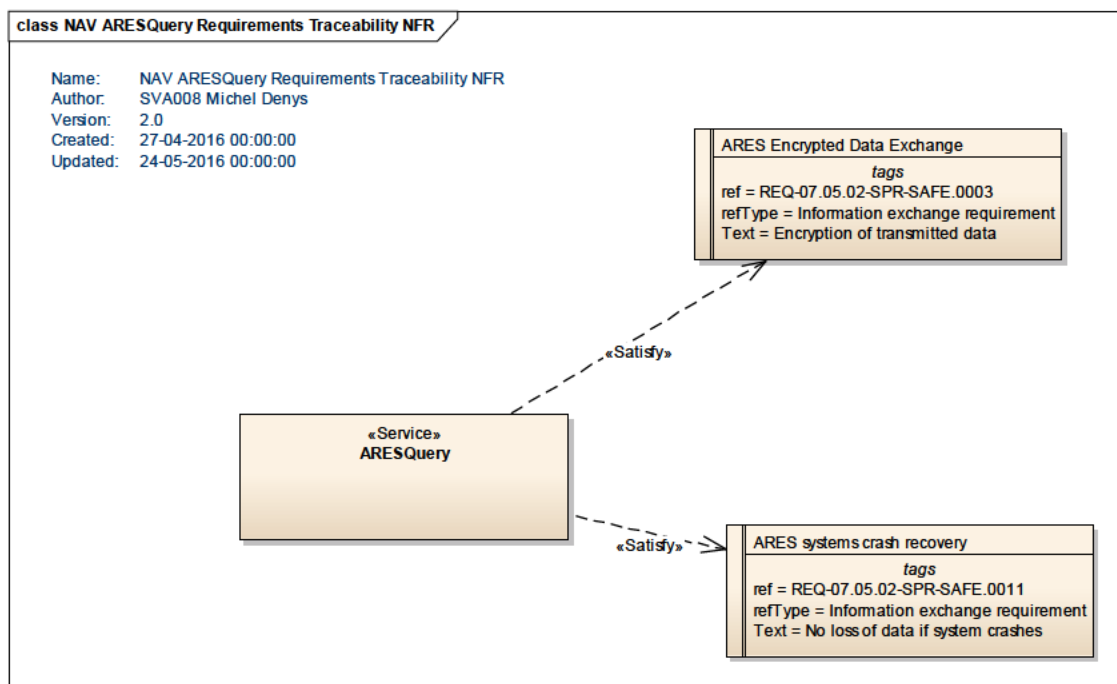 class NAV ARESQuery Requirements Traceability NFR
Name: NAV ARESQuery Requirements Traceability NFR
Author: SVA008 Michel Denys
Version: 2.0
Created: 27-04-2016 00:00:00
Updated: 24-05-2016 00:00:00
ARES Encrypted Data Exchange
tags
ref = REQ-07.05.02-SPR-SAFE.0003
refType = Information exchange requirement
Text = Encryption of transmitted data
«Satisfy»
«Service»
ARESQuery
«Satisfy»
ARES systems crash recovery
tags
ref = REQ-07.05.02-SPR-SAFE.0011
refType = Information exchange requirement
Text = No loss of data if system crashes